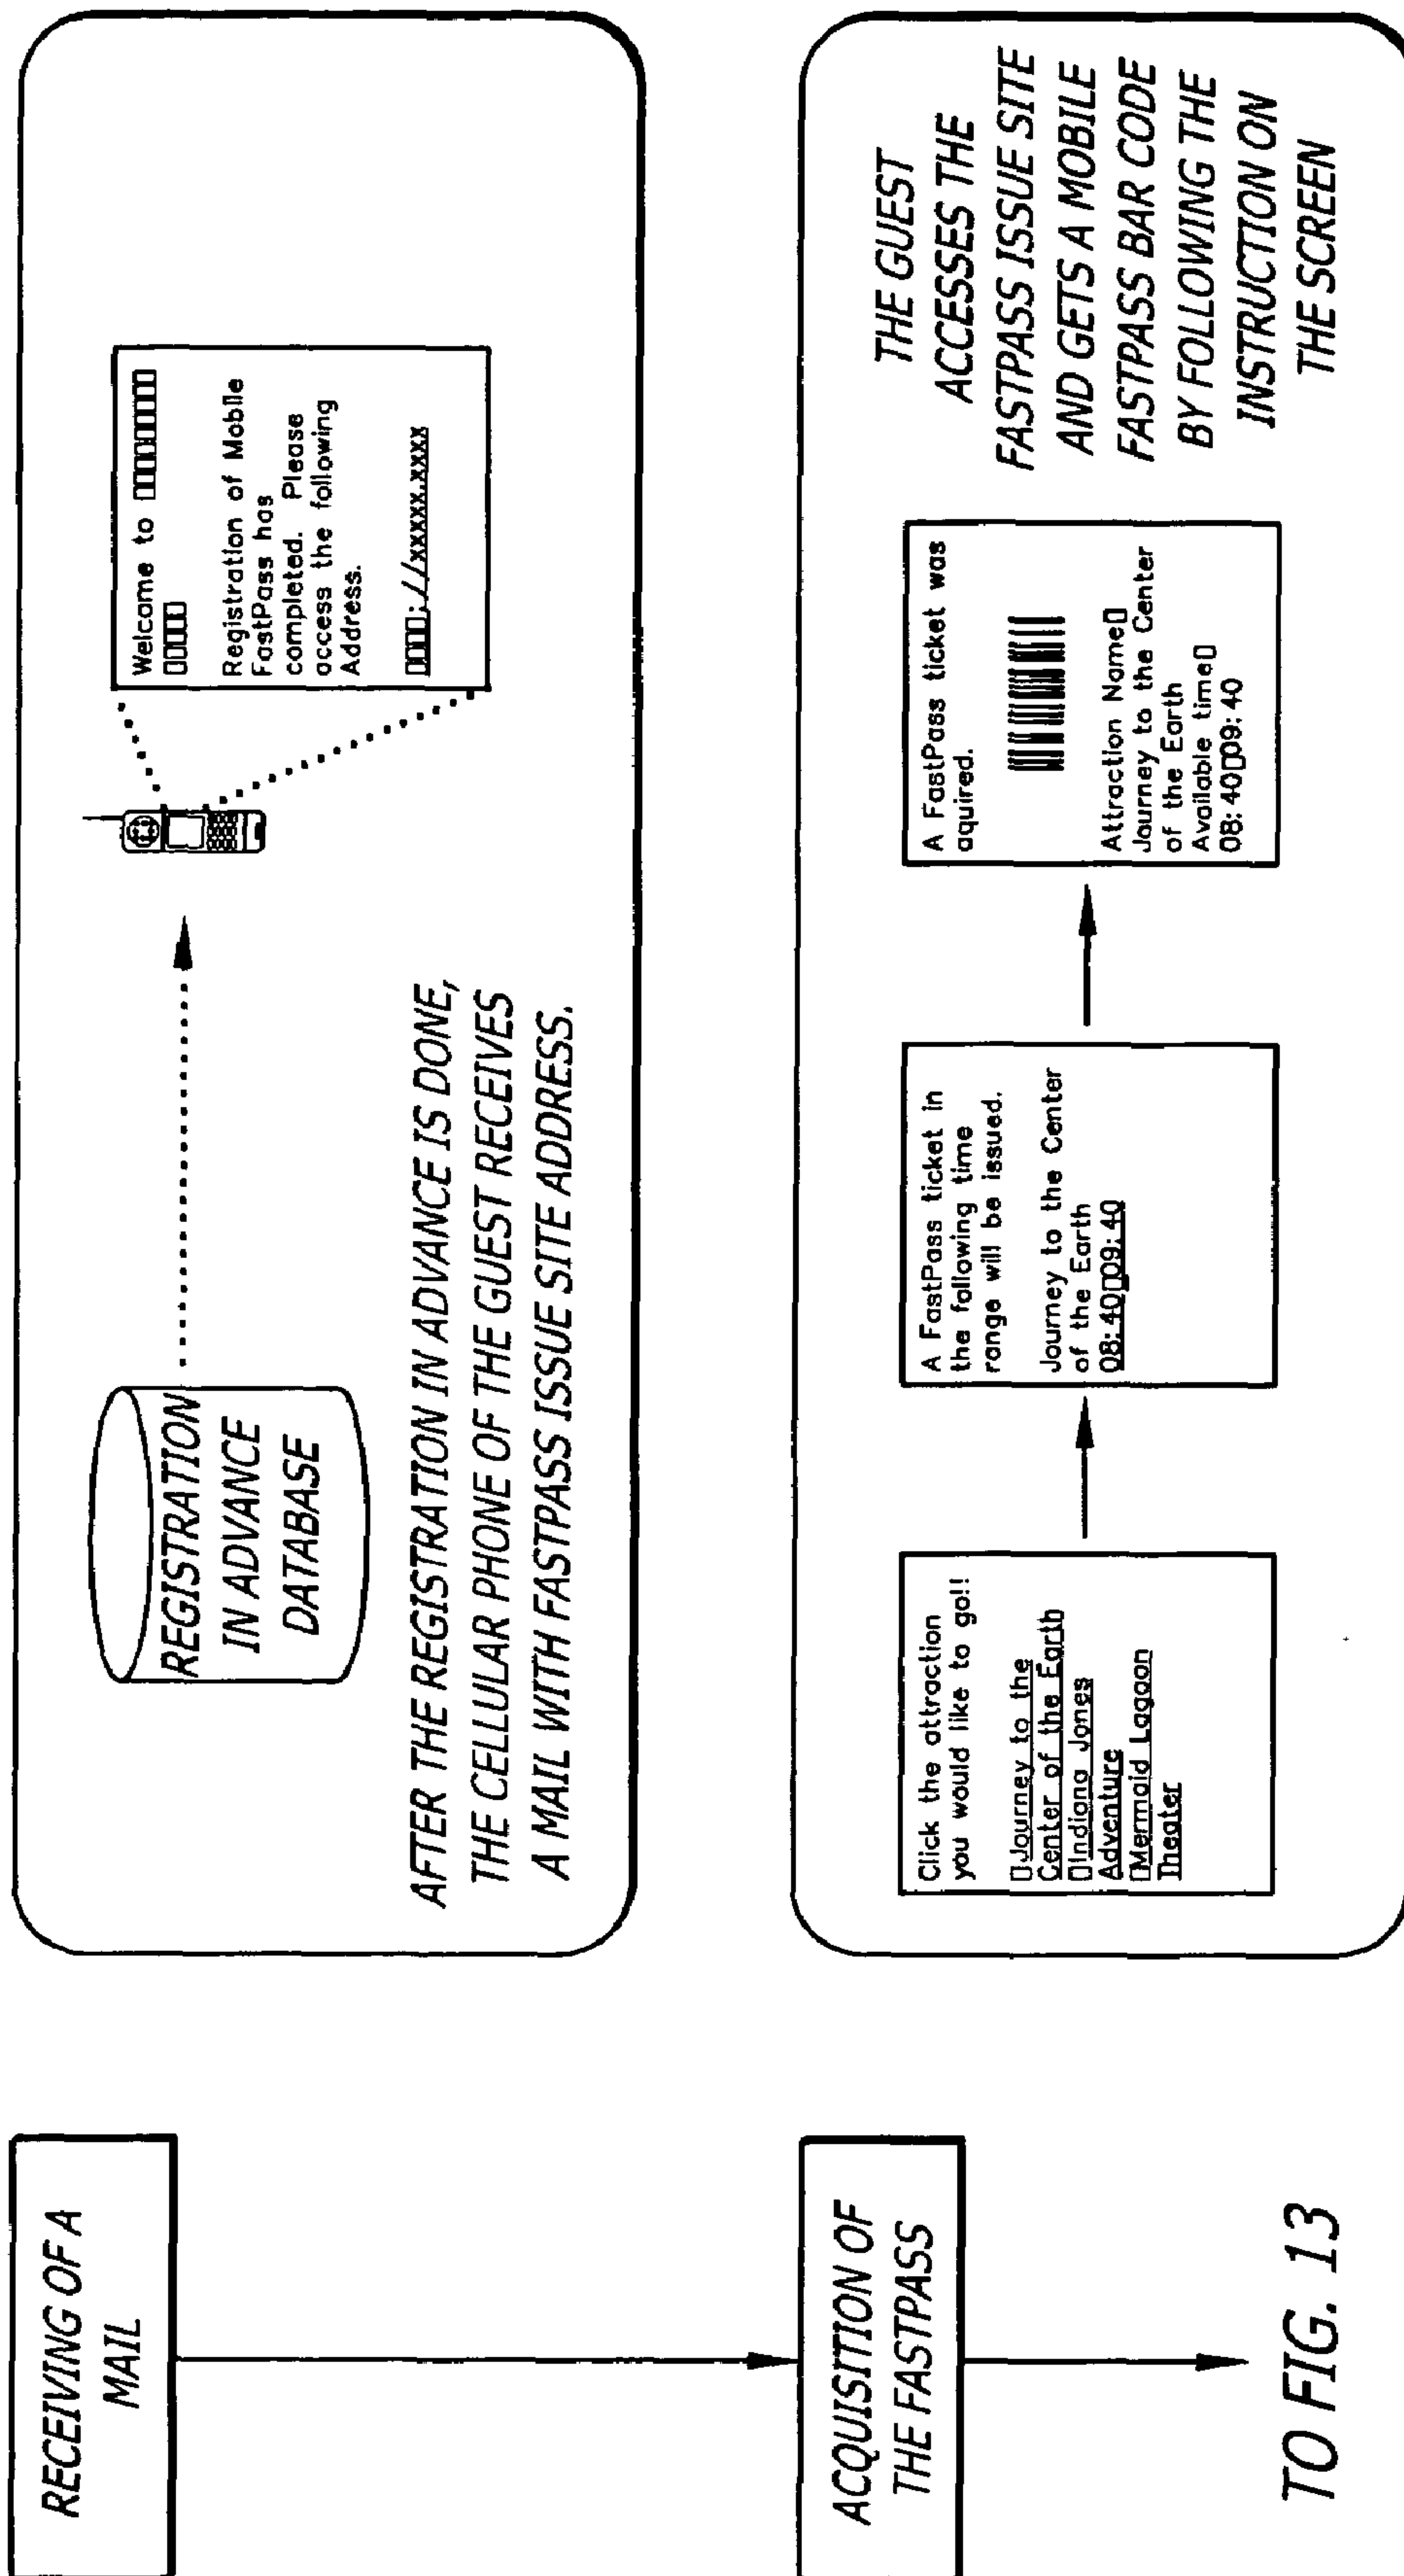 RECEIVING OF A
MAIL
REGISTRATION
IN ADVANCE
DATABASE
AFTER THE REGISTRATION IN ADVANCE IS DONE,
THE CELLULAR PHONE OF THE GUEST RECEIVES
A MAIL WITH FASTPASS ISSUE SITE ADDRESS.
Welcome to ▯▯▯▯▯▯▯▯▯
▯▯▯▯▯
Registration of Mobile
FastPass has
completed. Please
access the following
Address.
▯▯▯▯://xxxxx.xxxx
ACQUISITION OF
THE FASTPASS
Click the attraction
you would like to go!!
▯Journey to the
Center of the Earth
▯Indiana Jones
Adventure
▯Mermaid Lagoon
Theater
A FastPass ticket in
the following time
range will be issued.
Journey to the Center
of the Earth
08:40▯09:40
A FastPass ticket was
aquired.
Attraction Name▯
Journey to the Center
of the Earth
Available time▯
08:40▯09:40
THE GUEST
ACCESSES THE
FASTPASS ISSUE SITE
AND GETS A MOBILE
FASTPASS BAR CODE
BY FOLLOWING THE
INSTRUCTION ON
THE SCREEN
TO FIG. 13